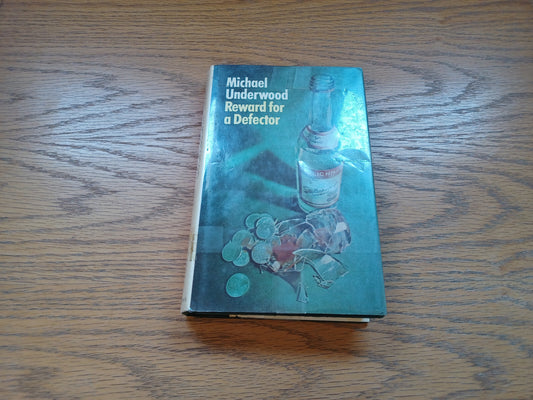 Michael
Underwood
Reward for
a Defector